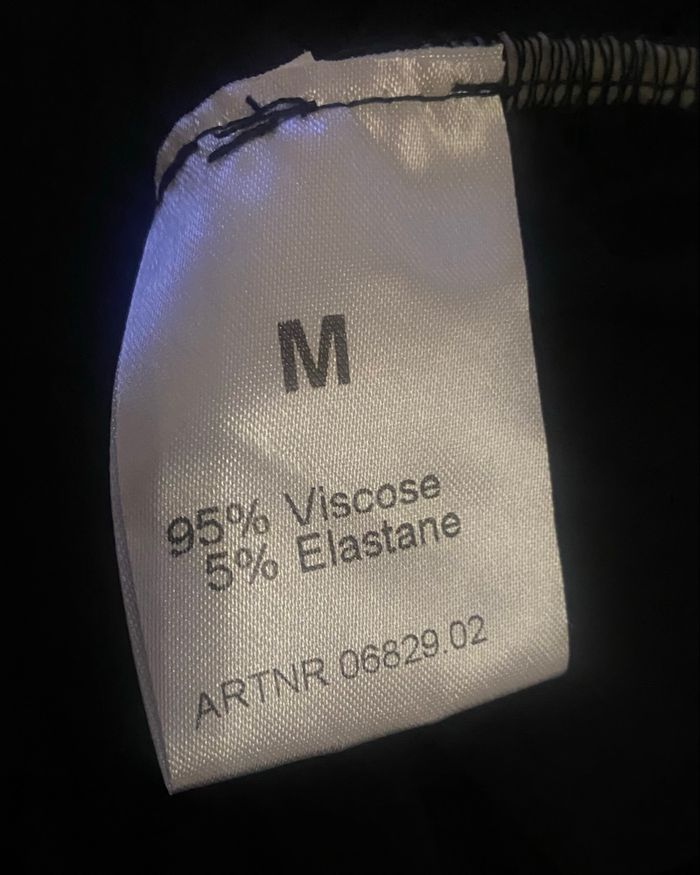 M
95% Viscose
5% Elastane
ARTNR 06829.02